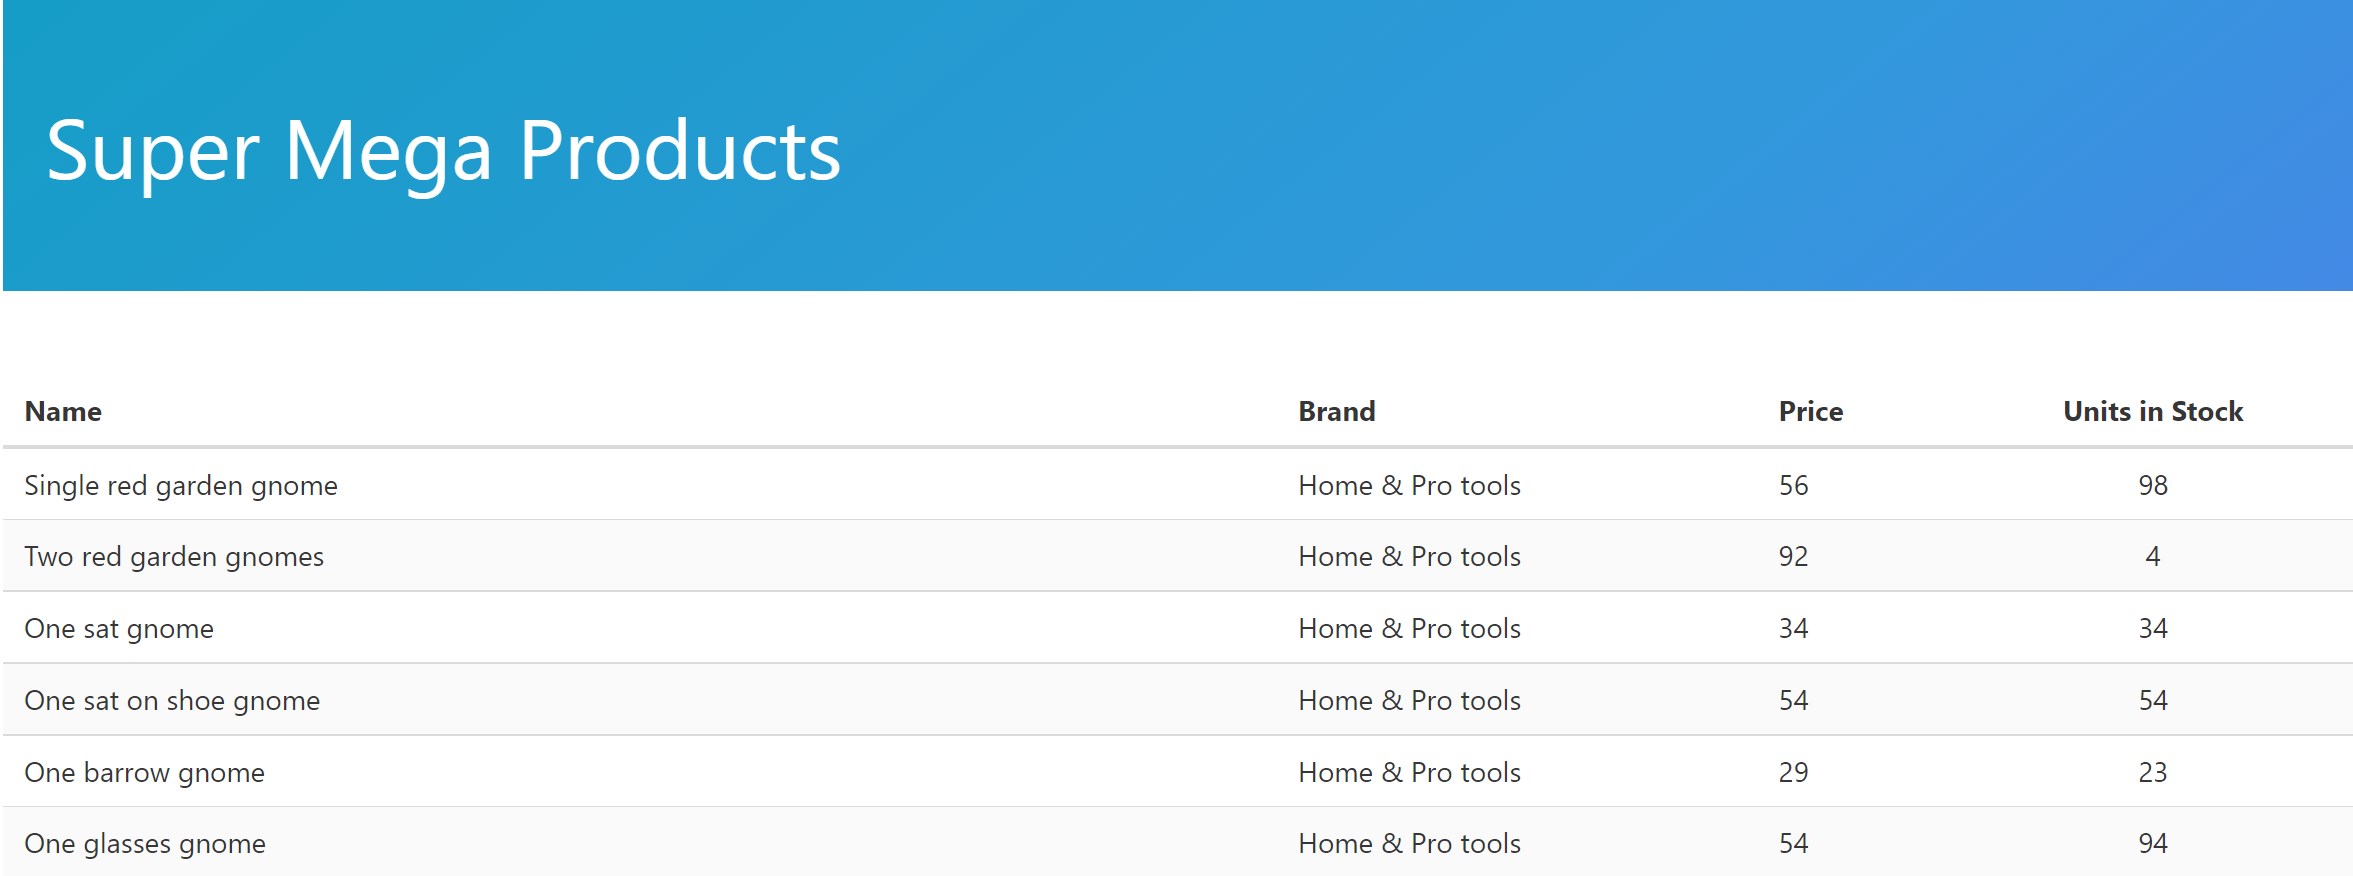 Super Mega Products
Name Brand Price Units in Stock
Single red garden gnome Home & Pro tools 56 98
Two red garden gnomes Home & Pro tools 92 4
One sat gnome Home & Pro tools 34 34
One sat on shoe gnome Home & Pro tools 54 54
One barrow gnome Home & Pro tools 29 23
One glasses gnome Home & Pro tools 54 94